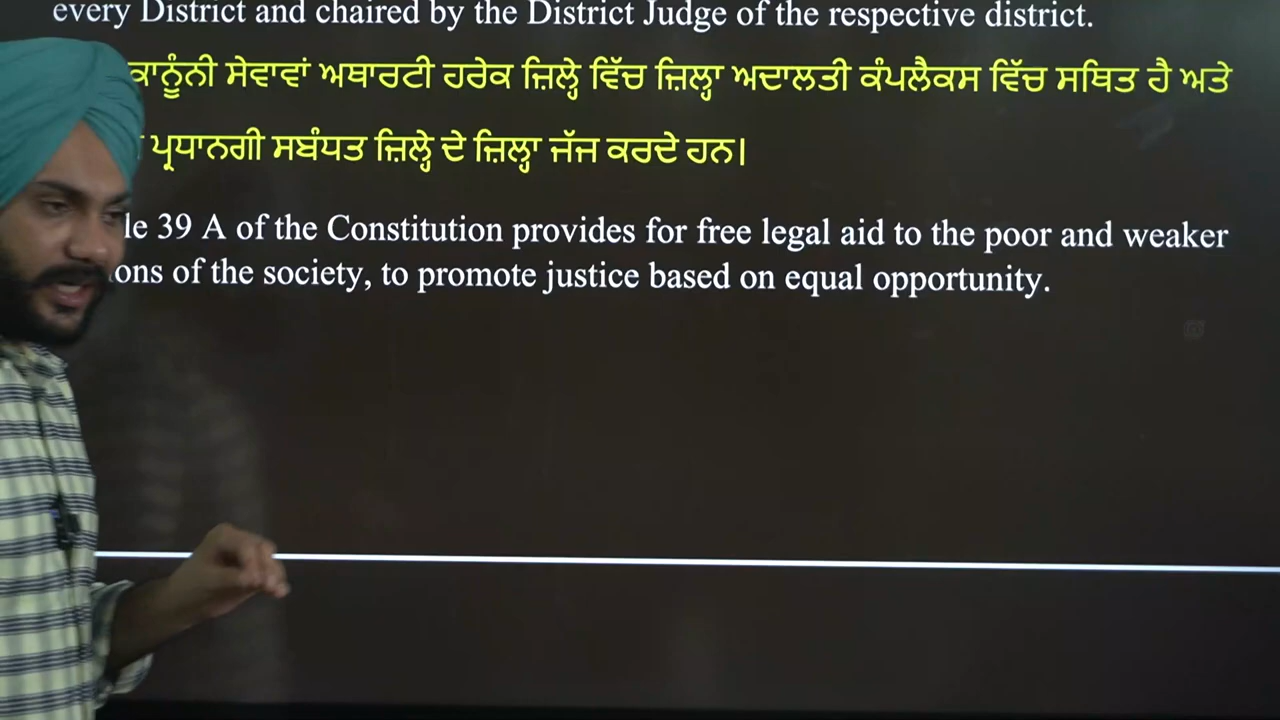 every District and chaired by the District Judge of the respective district.
ਕਾਨੂੰਨੀ ਸੇਵਾਵਾਂ ਅਥਾਰਟੀ ਹਰੇਕ ਜ਼ਿਲ੍ਹੇ ਵਿੱਚ ਜ਼ਿਲ੍ਹਾ ਅਦਾਲਤੀ ਕੰਪਲੈਕਸ ਵਿੱਚ ਸਥਿਤ ਹੈ ਅਤੇ
ਪ੍ਰਧਾਨਗੀ ਸਬੰਧਤ ਜ਼ਿਲ੍ਹੇ ਦੇ ਜ਼ਿਲ੍ਹਾ ਜੱਜ ਕਰਦੇ ਹਨ।
le 39 A of the Constitution provides for free legal aid to the poor and weaker
ons of the society, to promote justice based on equal opportunity.